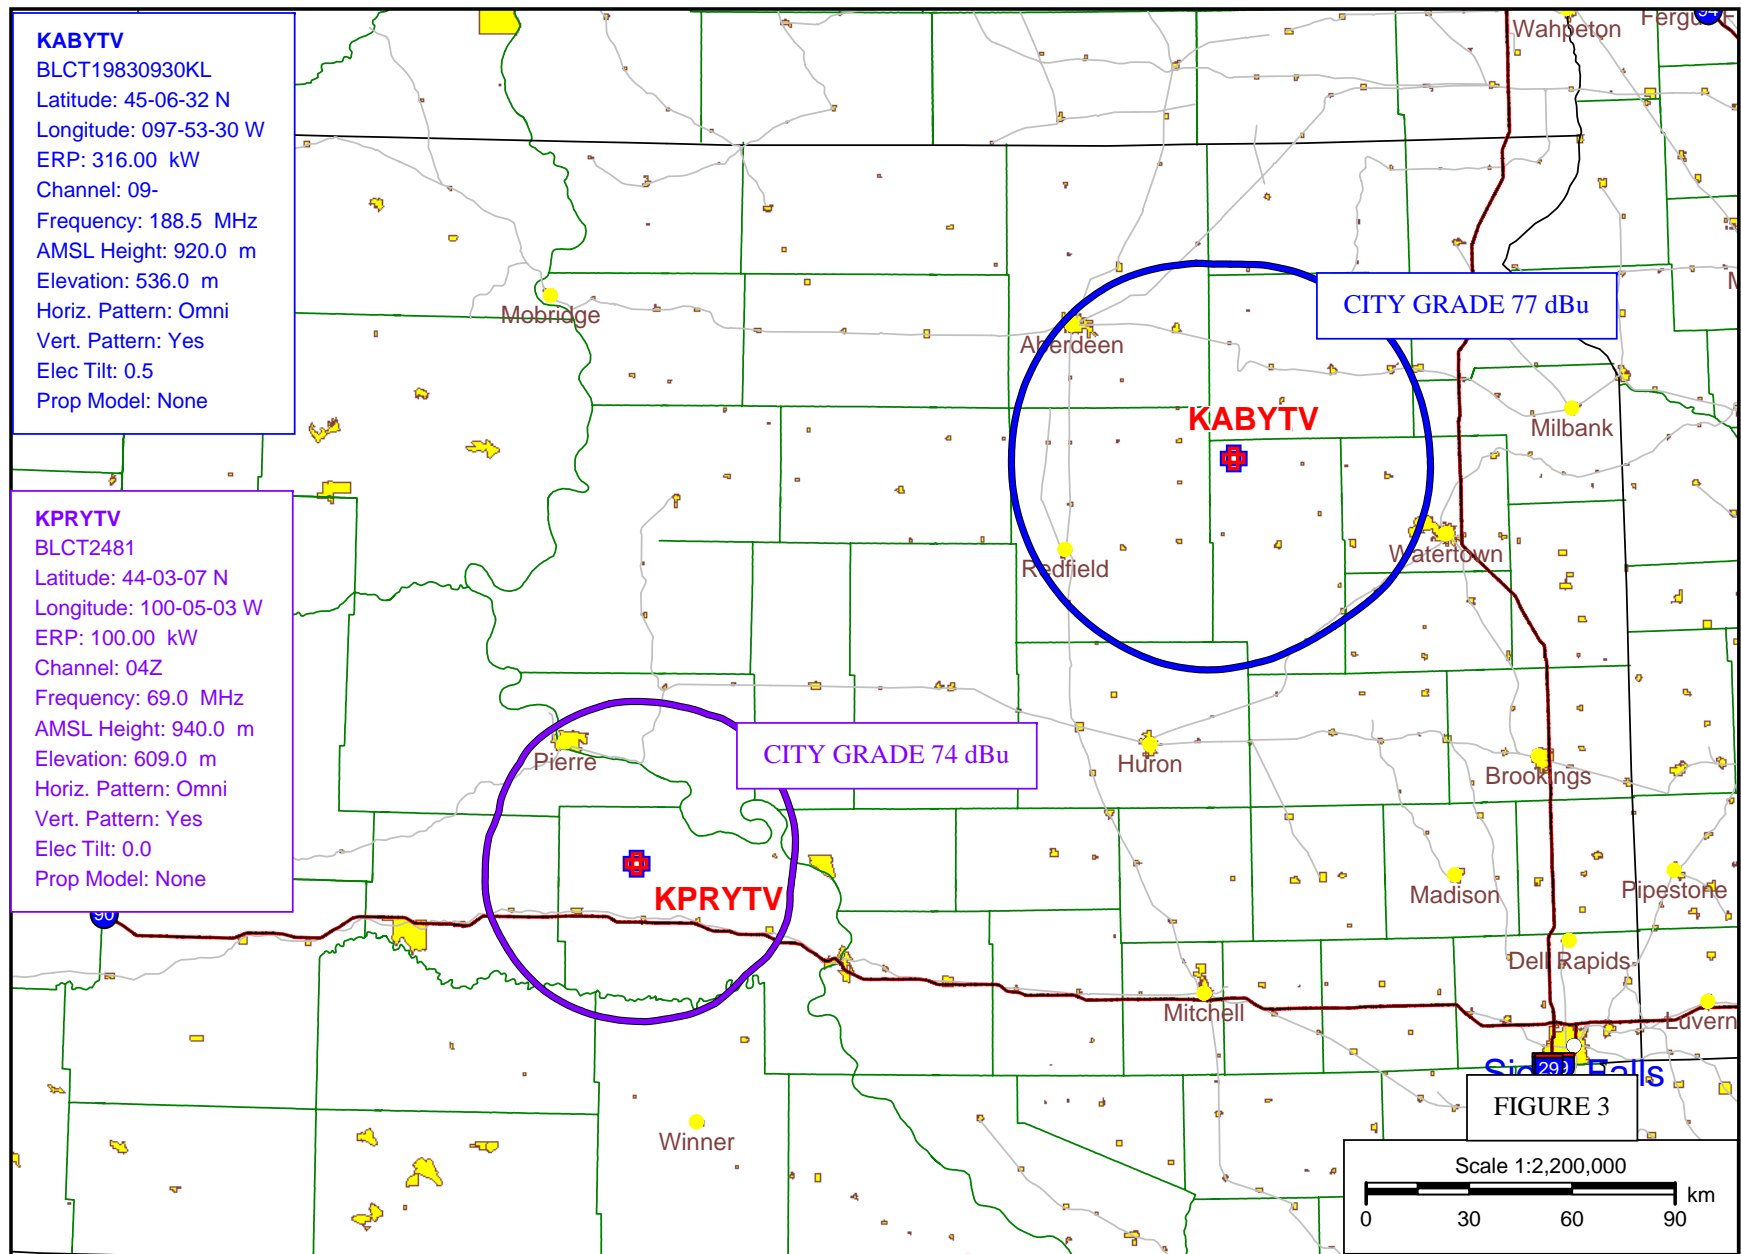 KABYTV
BLCT19830930KL
Latitude: 45-06-32 N
Longitude: 097-53-30 W
ERP: 316.00 kW
Channel: 09-
Frequency: 188.5 MHz
AMSL Height: 920.0 m
Elevation: 536.0 m
Horiz. Pattern: Omni
Vert. Pattern: Yes
Elec Tilt: 0.5
Prop Model: None
KPRYTV
BLCT2481
Latitude: 44-03-07 N
Longitude: 100-05-03 W
ERP: 100.00 kW
Channel: 04Z
Frequency: 69.0 MHz
AMSL Height: 940.0 m
Elevation: 609.0 m
Horiz. Pattern: Omni
Vert. Pattern: Yes
Elec Tilt: 0.0
Prop Model: None
Wahpeton
94
CITY GRADE 77 dBu
Mobridge
Aberdeen
KABYTV
Milbank
Watertown
Redfield
CITY GRADE 74 dBu
Pierre
Huron
Brookings
KPRYTV
Madison
Pipestone
90
Dell Rapids
Mitchell
Luvern
Falls
FIGURE 3
Winner
Scale 1:2,200,000
km
0 30 60 90